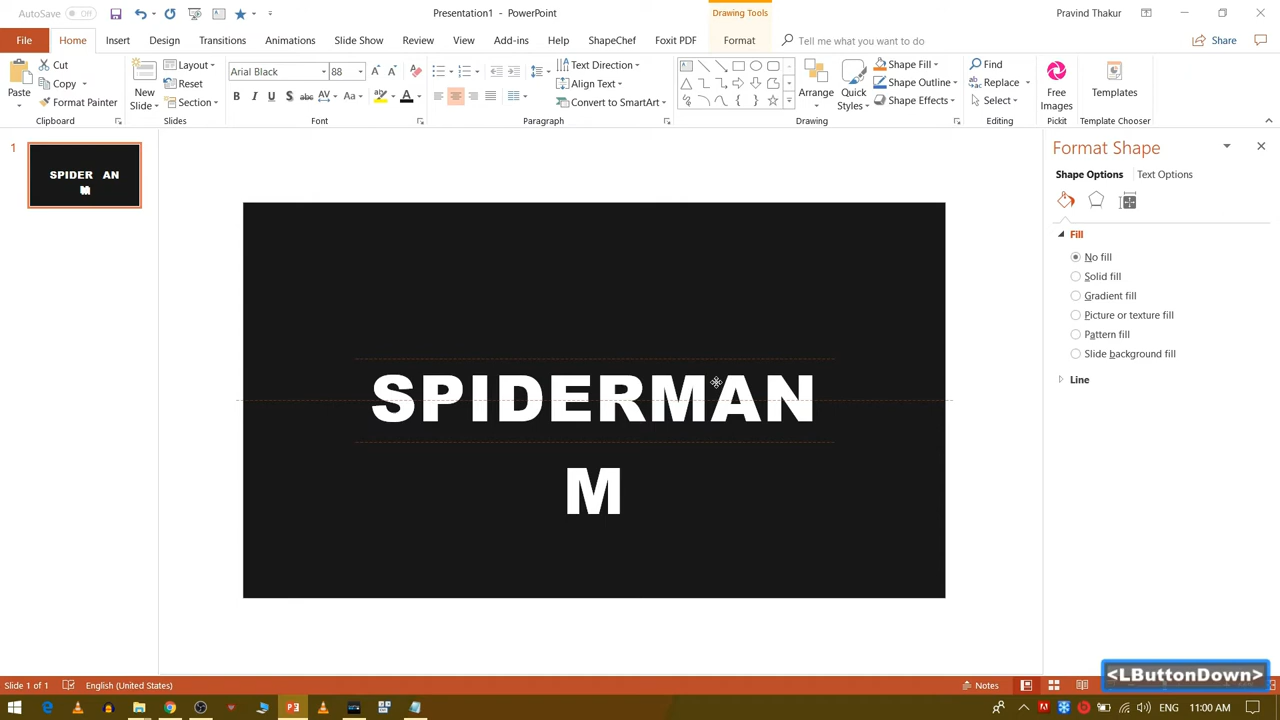 AutoSave
Off
Presentation1 - PowerPoint
Drawing Tools
Pravind Thakur
File
Home
Insert
Design
Transitions
Animations
Slide Show
Review
View
Add-ins
Help
ShapeChef
Foxit PDF
Format
Tell me what you want to do
Share
Paste
Cut
Copy
Format Painter
Clipboard
New
Slide
Layout
Reset
Section
Slides
Arial Black
88
B
I
U
S
abc
AV
Aa
A
Font
Text Direction
Align Text
Convert to SmartArt
Paragraph
Arrange
Quick
Styles
Shape Fill
Shape Outline
Shape Effects
Drawing
Find
Replace
Select
Editing
Free
Images
Pickit
Templates
Template Chooser
1
SPIDER AN
M
SPIDERMAN
M
Format Shape
Shape Options
Text Options
Fill
No fill
Solid fill
Gradient fill
Picture or texture fill
Pattern fill
Slide background fill
Line
<LButtonDown>
Slide 1 of 1
English (United States)
Notes
ENG
11:00 AM